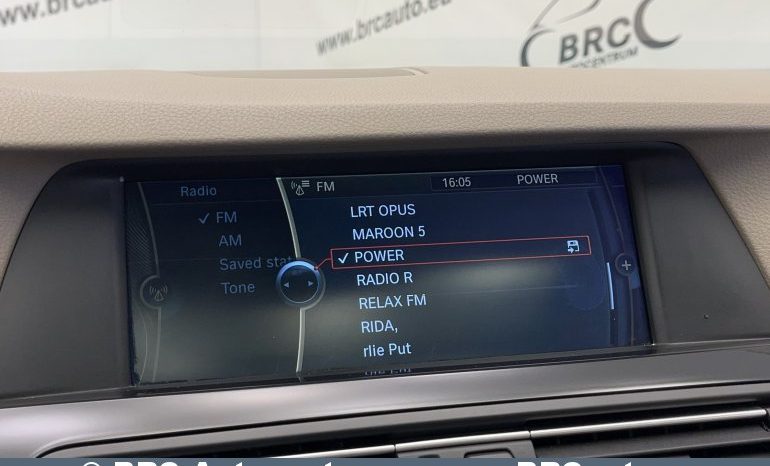 www.brcauto.eu
BRC
Radio
FM
16:05
POWER
✓ FM
AM
Saved stat
Tone
LRT OPUS
MAROON 5
✓ POWER
RADIO R
RELAX FM
RIDA,
rlie Put